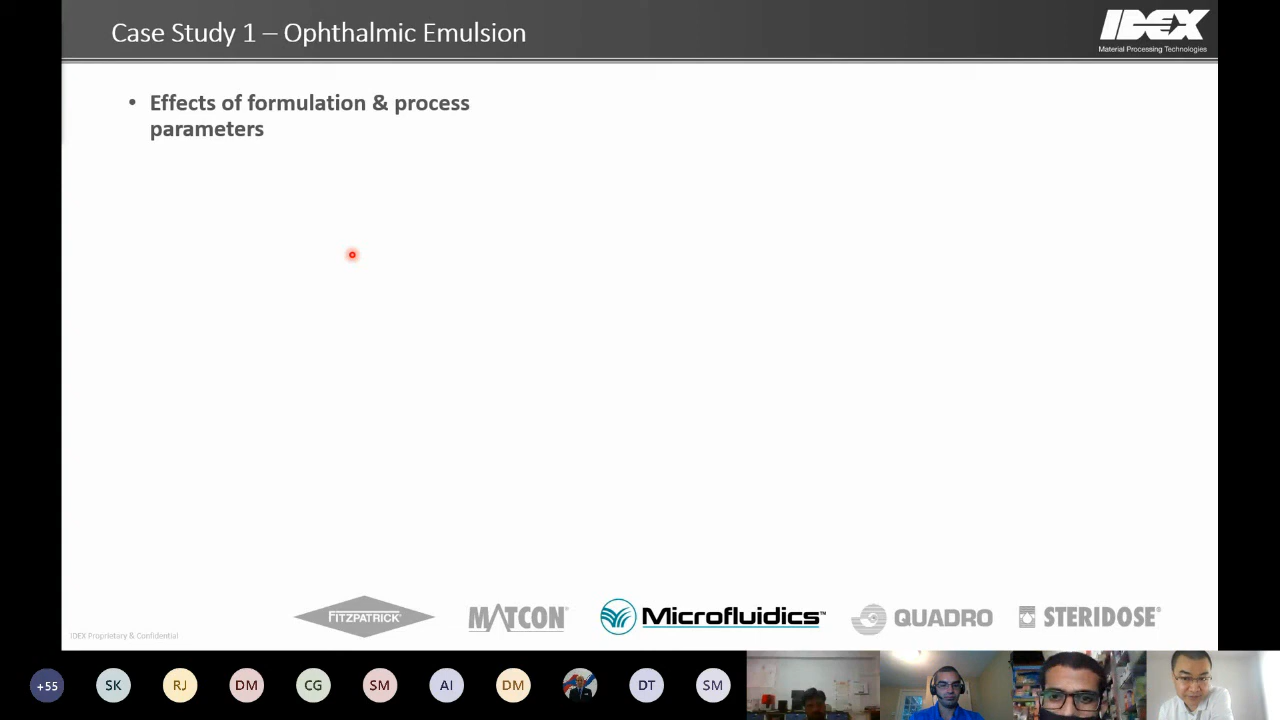 Case Study 1 – Ophthalmic Emulsion
IDEX
Material Processing Technologies
• Effects of formulation & process
parameters
FITZPATRICK
MATCON
Microfluidics™
QUADRO
STERIDOSE
IDEX Proprietary & Confidential
+55
SK
RJ
DM
CG
SM
AI
DM
DT
SM